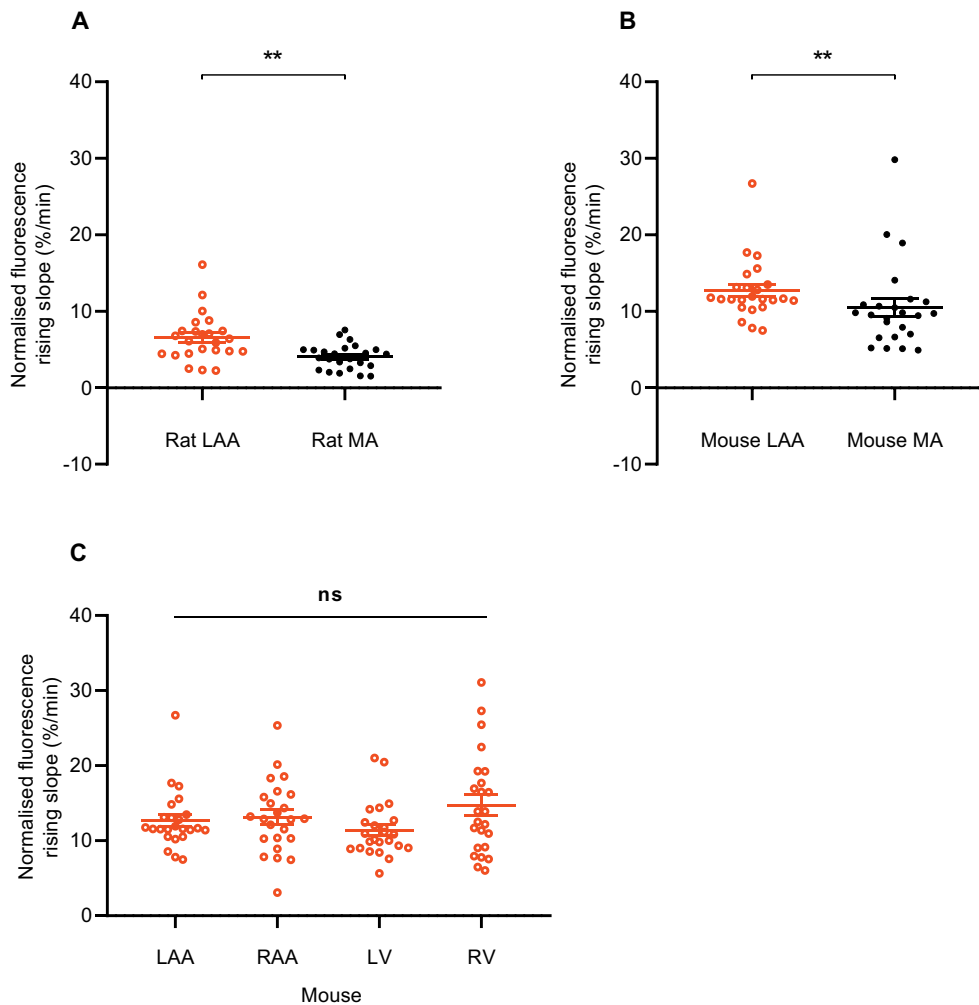 A
**
Normalised fluorescence
rising slope (%/min)
40
30
20
10
0
-10
Rat LAA
Rat MA
B
**
Normalised fluorescence
rising slope (%/min)
40
30
20
10
0
-10
Mouse LAA
Mouse MA
C
ns
Normalised fluorescence
rising slope (%/min)
40
30
20
10
0
LAA
RAA
LV
RV
Mouse